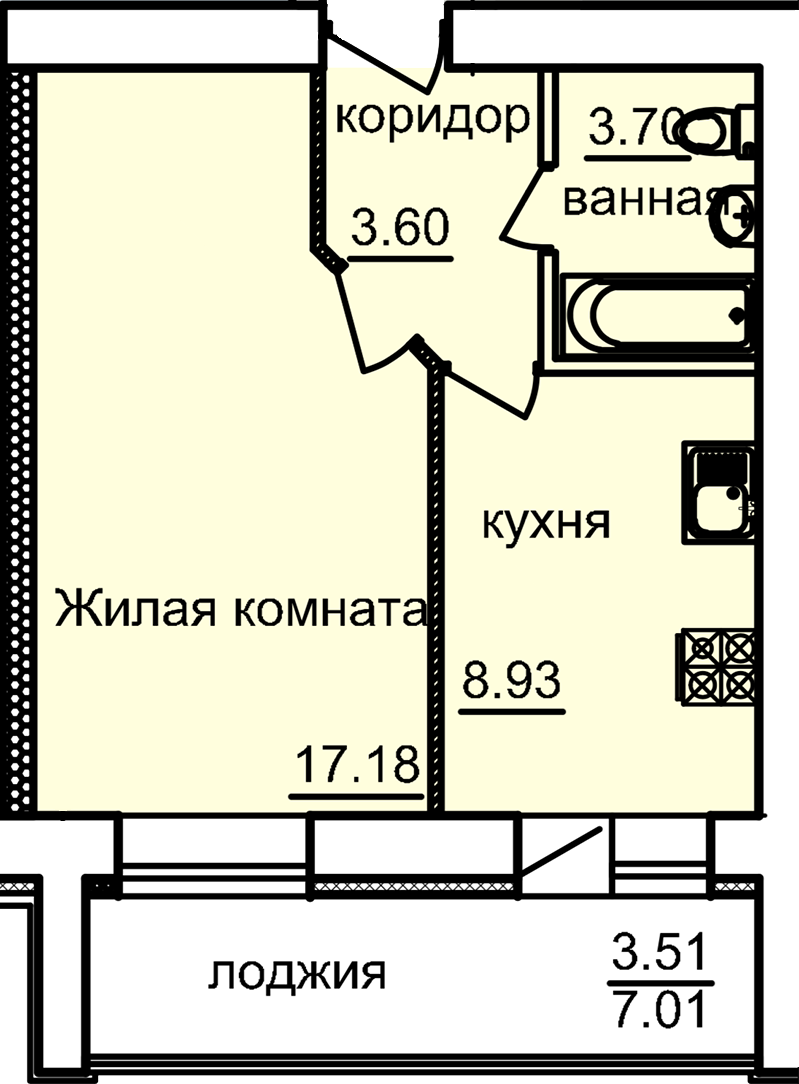 коридор
3.60
3.70
ванная
кухня
8.93
Жилая комната
17.18
лоджия
3.51
7.01